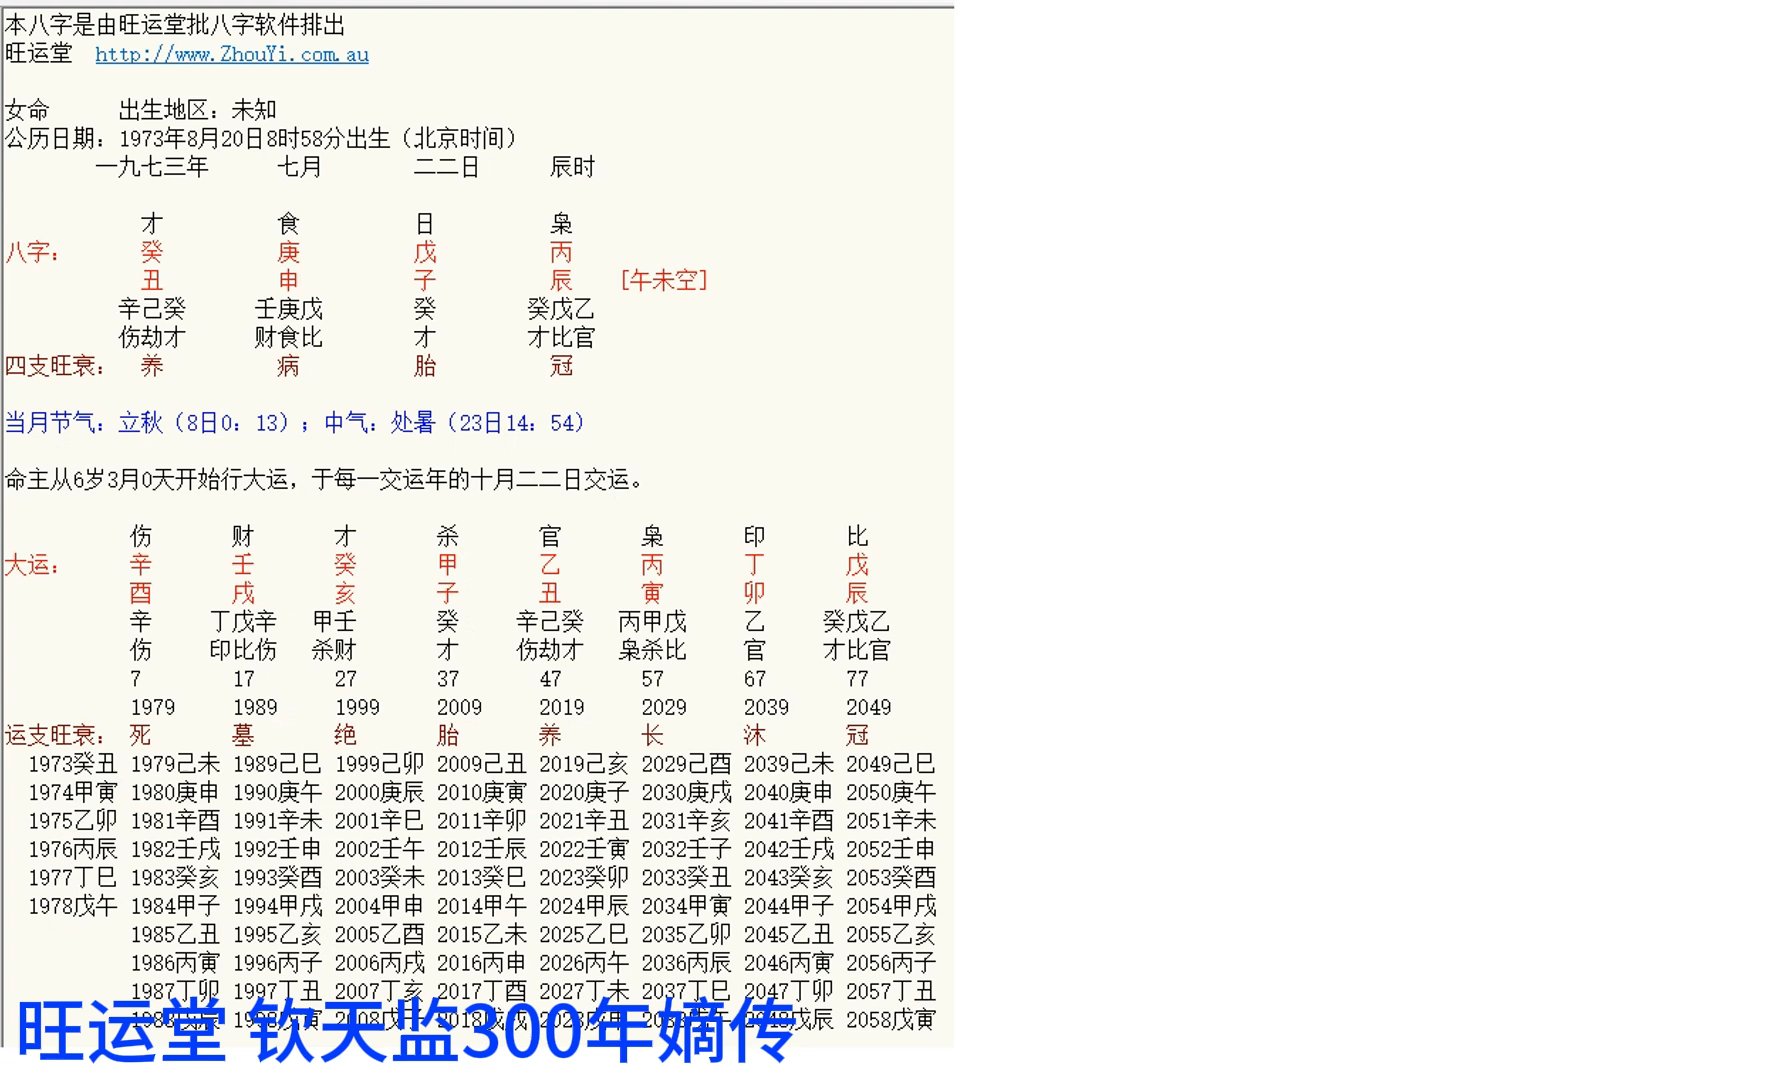 本八字是由旺运堂批八字软件排出
旺运堂 http://www.ZhouYi.com.au
女命 出生地区：未知
公历日期：1973年8月20日8时58分出生（北京时间）
一九七三年 七月 二二日 辰时
才 食 日 枭
八字： 癸 庚 戊 丙
丑 申 子 辰 [午未空]
辛己癸 壬庚戊 癸 癸戊乙
伤劫才 财食比 才 才比官
四支旺衰： 养 病 胎 冠
当月节气：立秋（8日0：13）；中气：处暑（23日14：54）
命主从6岁3月0天开始行大运，于每一交运年的十月二二日交运。
伤 财 才 杀 官 枭 印 比
大运： 辛 壬 癸 甲 乙 丙 丁 戊
酉 戌 亥 子 丑 寅 卯 辰
辛 丁戊辛 甲壬 癸 辛己癸 丙甲戊 乙 癸戊乙
伤 印比伤 杀财 才 伤劫才 枭杀比 官 才比官
7 17 27 37 47 57 67 77
1979 1989 1999 2009 2019 2029 2039 2049
运支旺衰： 死 墓 绝 胎 养 长 沐 冠
1973癸丑 1979己未 1989己巳 1999己卯 2009己丑 2019己亥 2029己酉 2039己未 2049己巳
1974甲寅 1980庚申 1990庚午 2000庚辰 2010庚寅 2020庚子 2030庚戌 2040庚申 2050庚午
1975乙卯 1981辛酉 1991辛未 2001辛巳 2011辛卯 2021辛丑 2031辛亥 2041辛酉 2051辛未
1976丙辰 1982壬戌 1992壬申 2002壬午 2012壬辰 2022壬寅 2032壬子 2042壬戌 2052壬申
1977丁巳 1983癸亥 1993癸酉 2003癸未 2013癸巳 2023癸卯 2033癸丑 2043癸亥 2053癸酉
1978戊午 1984甲子 1994甲戌 2004甲申 2014甲午 2024甲辰 2034甲寅 2044甲子 2054甲戌
1985乙丑 1995乙亥 2005乙酉 2015乙未 2025乙巳 2035乙卯 2045乙丑 2055乙亥
1986丙寅 1996丙子 2006丙戌 2016丙申 2026丙午 2036丙辰 2046丙寅 2056丙子
1987丁卯 1997丁丑 2007丁亥 2017丁酉 2027丁未 2037丁巳 2047丁卯 2057丁丑
2058戊寅
旺运堂 钦天监300年嫡传